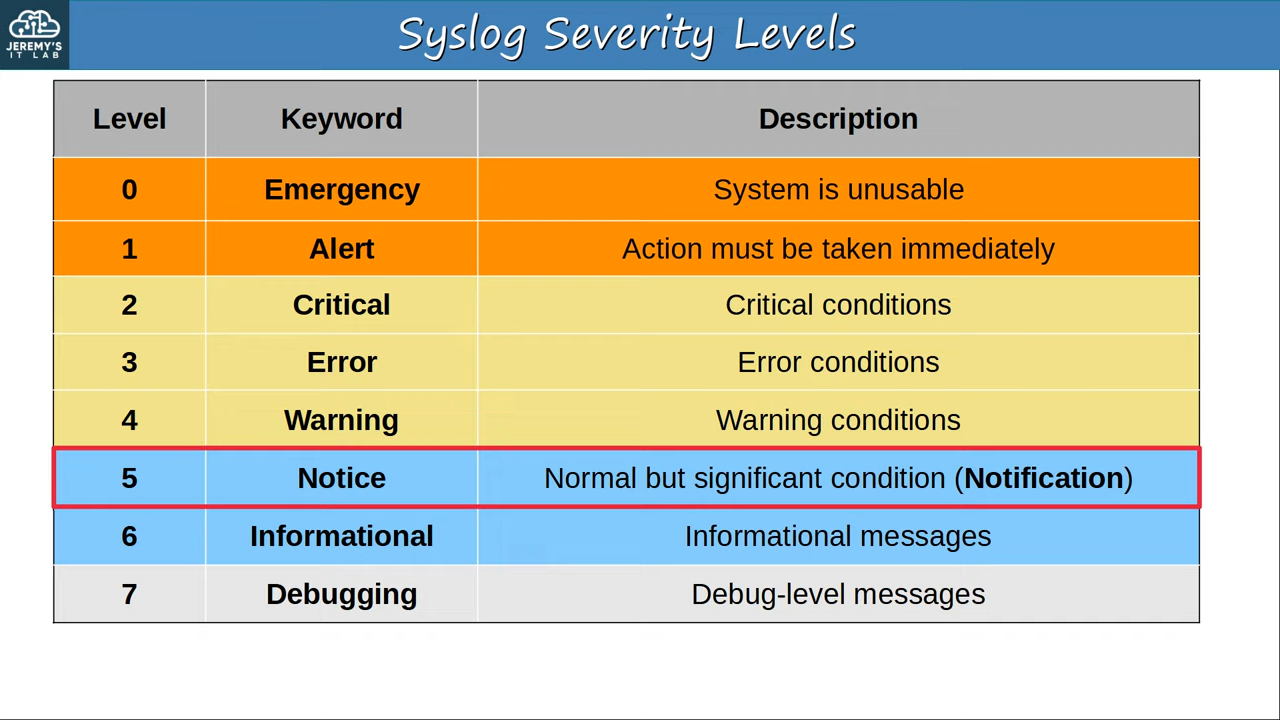 JEREMY'S
IT LAB
Syslog Severity Levels
Level Keyword Description
0 Emergency System is unusable
1 Alert Action must be taken immediately
2 Critical Critical conditions
3 Error Error conditions
4 Warning Warning conditions
5 Notice Normal but significant condition (Notification)
6 Informational Informational messages
7 Debugging Debug-level messages